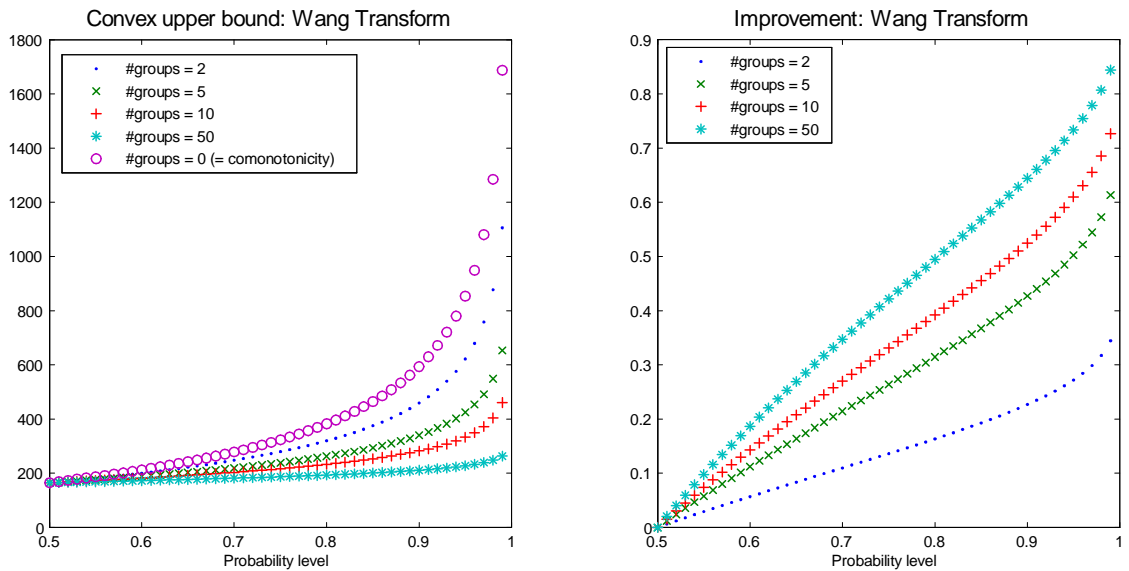 Convex upper bound: Wang Transform
1800
1600
1400
1200
1000
800
600
400
200
0
0.5
0.6
0.7
0.8
0.9
1
Probability level
#groups = 2
#groups = 5
#groups = 10
#groups = 50
#groups = 0 (= comonotonicity)
Improvement: Wang Transform
0.9
0.8
0.7
0.6
0.5
0.4
0.3
0.2
0.1
0
0.5
0.6
0.7
0.8
0.9
1
Probability level
#groups = 2
#groups = 5
#groups = 10
#groups = 50